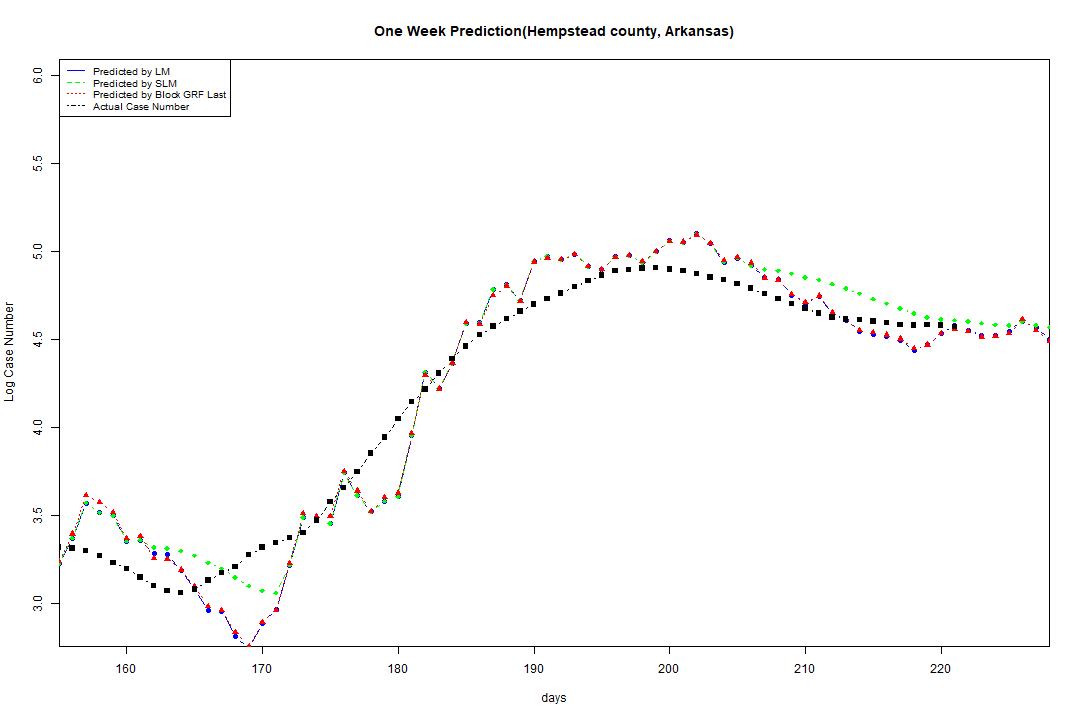 One Week Prediction(Hempstead county, Arkansas)
Predicted by LM
Predicted by SLM
Predicted by Block GRF Last
Actual Case Number
6.0
5.5
5.0
4.5
4.0
3.5
3.0
Log Case Number
160 170 180 190 200 210 220
days